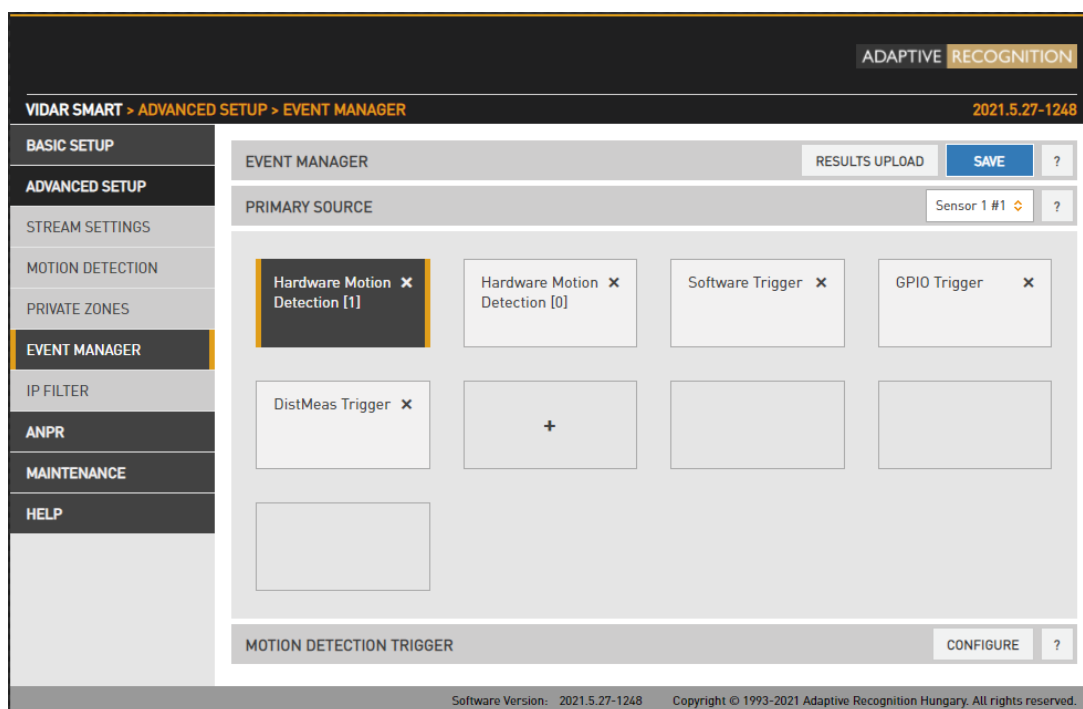 ADAPTIVE RECOGNITION
VIDAR SMART > ADVANCED SETUP > EVENT MANAGER
2021.5.27-1248
BASIC SETUP
ADVANCED SETUP
STREAM SETTINGS
MOTION DETECTION
PRIVATE ZONES
EVENT MANAGER
IP FILTER
ANPR
MAINTENANCE
HELP
EVENT MANAGER
RESULTS UPLOAD
SAVE
?
PRIMARY SOURCE
Sensor 1 #1
?
Hardware Motion ×
Detection [1]
Hardware Motion ×
Detection [0]
Software Trigger ×
GPIO Trigger ×
DistMeas Trigger ×
+
MOTION DETECTION TRIGGER
CONFIGURE
?
Software Version: 2021.5.27-1248
Copyright © 1993-2021 Adaptive Recognition Hungary. All rights reserved.